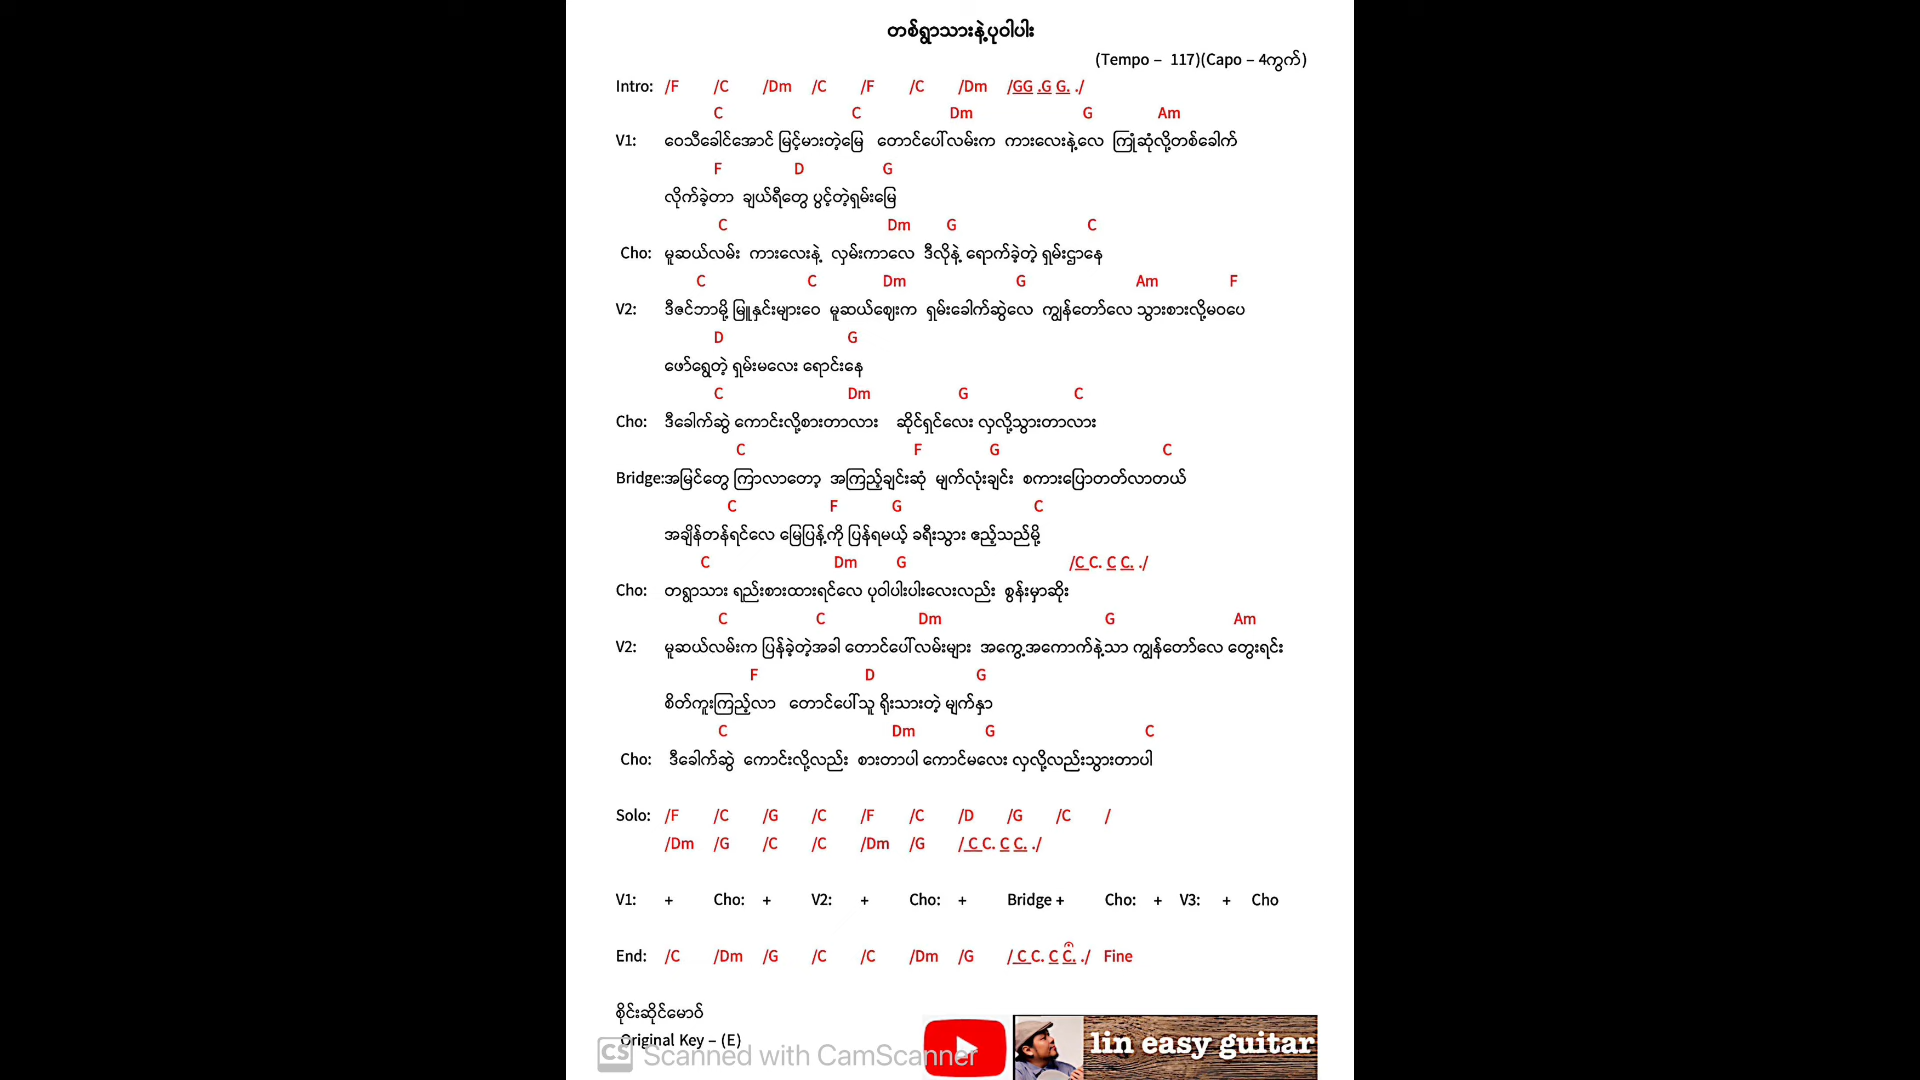 တစ်ရွာသားနဲ့ပုဝါပါး
(Tempo – 117)(Capo – 4ကွက်)
Intro: /F /C /Dm /C /F /C /Dm /GG .G G. ./
C C Dm G Am
V1: ဝေသီခေါင်အောင် မြင့်မားတဲ့မြေ တောင်ပေါ်လမ်းက ကားလေးနဲ့လေ ကြုံဆုံလို့တစ်ခေါက်
F D G
လိုက်ခဲ့တာ ချယ်ရီတွေ ပွင့်တဲ့ရှမ်းမြေ
C Dm G C
Cho: မူဆယ်လမ်း ကားလေးနဲ့ လှမ်းကာလေ ဒီလိုနဲ့ ရောက်ခဲ့တဲ့ ရှမ်းဌာနေ
C C Dm G Am F
V2: ဒီဇင်ဘာမို့ မြူနှင်းများဝေ မူဆယ်ဈေးက ရှမ်းခေါက်ဆွဲလေ ကျွန်တော်လေ သွားစားလို့မဝပေ
D G
ဖော်ရွေတဲ့ ရှမ်းမလေး ရောင်းနေ
C Dm G C
Cho: ဒီခေါက်ဆွဲ ကောင်းလို့စားတာလား ဆိုင်ရှင်လေး လှလို့သွားတာလား
C F G C
Bridge:အမြင်တွေ ကြာလာတော့ အကြည့်ချင်းဆုံ မျက်လုံးချင်း စကားပြောတတ်လာတယ်
C F G C
အချိန်တန်ရင်လေ မြေပြန့်ကို ပြန်ရမယ့် ခရီးသွား ဧည့်သည်မို့
C Dm G /C C. C C. ./
Cho: တရွာသား ရည်းစားထားရင်လေ ပုဝါပါးပါးလေးလည်း စွန်းမှာဆိုး
C C Dm G Am
V2: မူဆယ်လမ်းက ပြန်ခဲ့တဲ့အခါ တောင်ပေါ်လမ်းများ အကွေ့အကောက်နဲ့သာ ကျွန်တော်လေ တွေးရင်း
F D G
စိတ်ကူးကြည့်လာ တောင်ပေါ်သူ ရိုးသားတဲ့ မျက်နှာ
C Dm G C
Cho: ဒီခေါက်ဆွဲ ကောင်းလို့လည်း စားတာပါ ကောင်မလေး လှလို့လည်းသွားတာပါ
Solo: /F /C /G /C /F /C /D /G /C /
/Dm /G /C /C /Dm /G / C C. C C. ./
V1: + Cho: + V2: + Cho: + Bridge + Cho: + V3: + Cho
End: /C /Dm /G /C /C /Dm /G / C C. C C. ./ Fine
စိုင်းဆိုင်မောဝ်
Original Key – (E)
CS Scanned with CamScanner
lin easy guitar